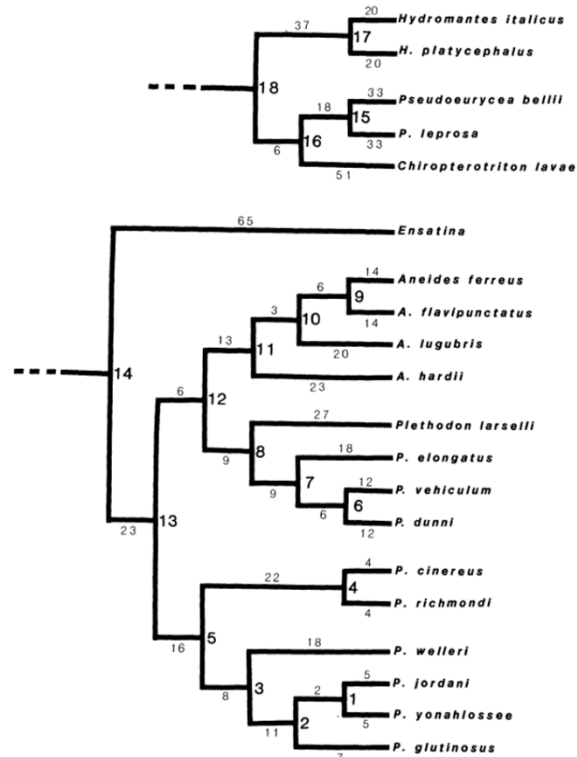 20
Hydromantes italicus
37
17
H. platycephalus
20
18
33
Pseudoeurycea bellii
18
15
16
P. leprosa
6
33
Chiropterotriton lavae
51
65
Ensatina
14
Aneides ferreus
6
9
3
10
A. flavipunctatus
14
13
11
A. lugubris
20
14
A. hardii
6
12
23
27
Plethodon larselli
8
18
9
P. elongatus
7
12
9
P. vehiculum
6
6
13
P. dunni
23
12
4
P. cinereus
22
4
P. richmondi
4
5
16
18
P. welleri
3
5
8
2
P. jordani
1
P. yonahlossee
2
5
11
P. glutinosus